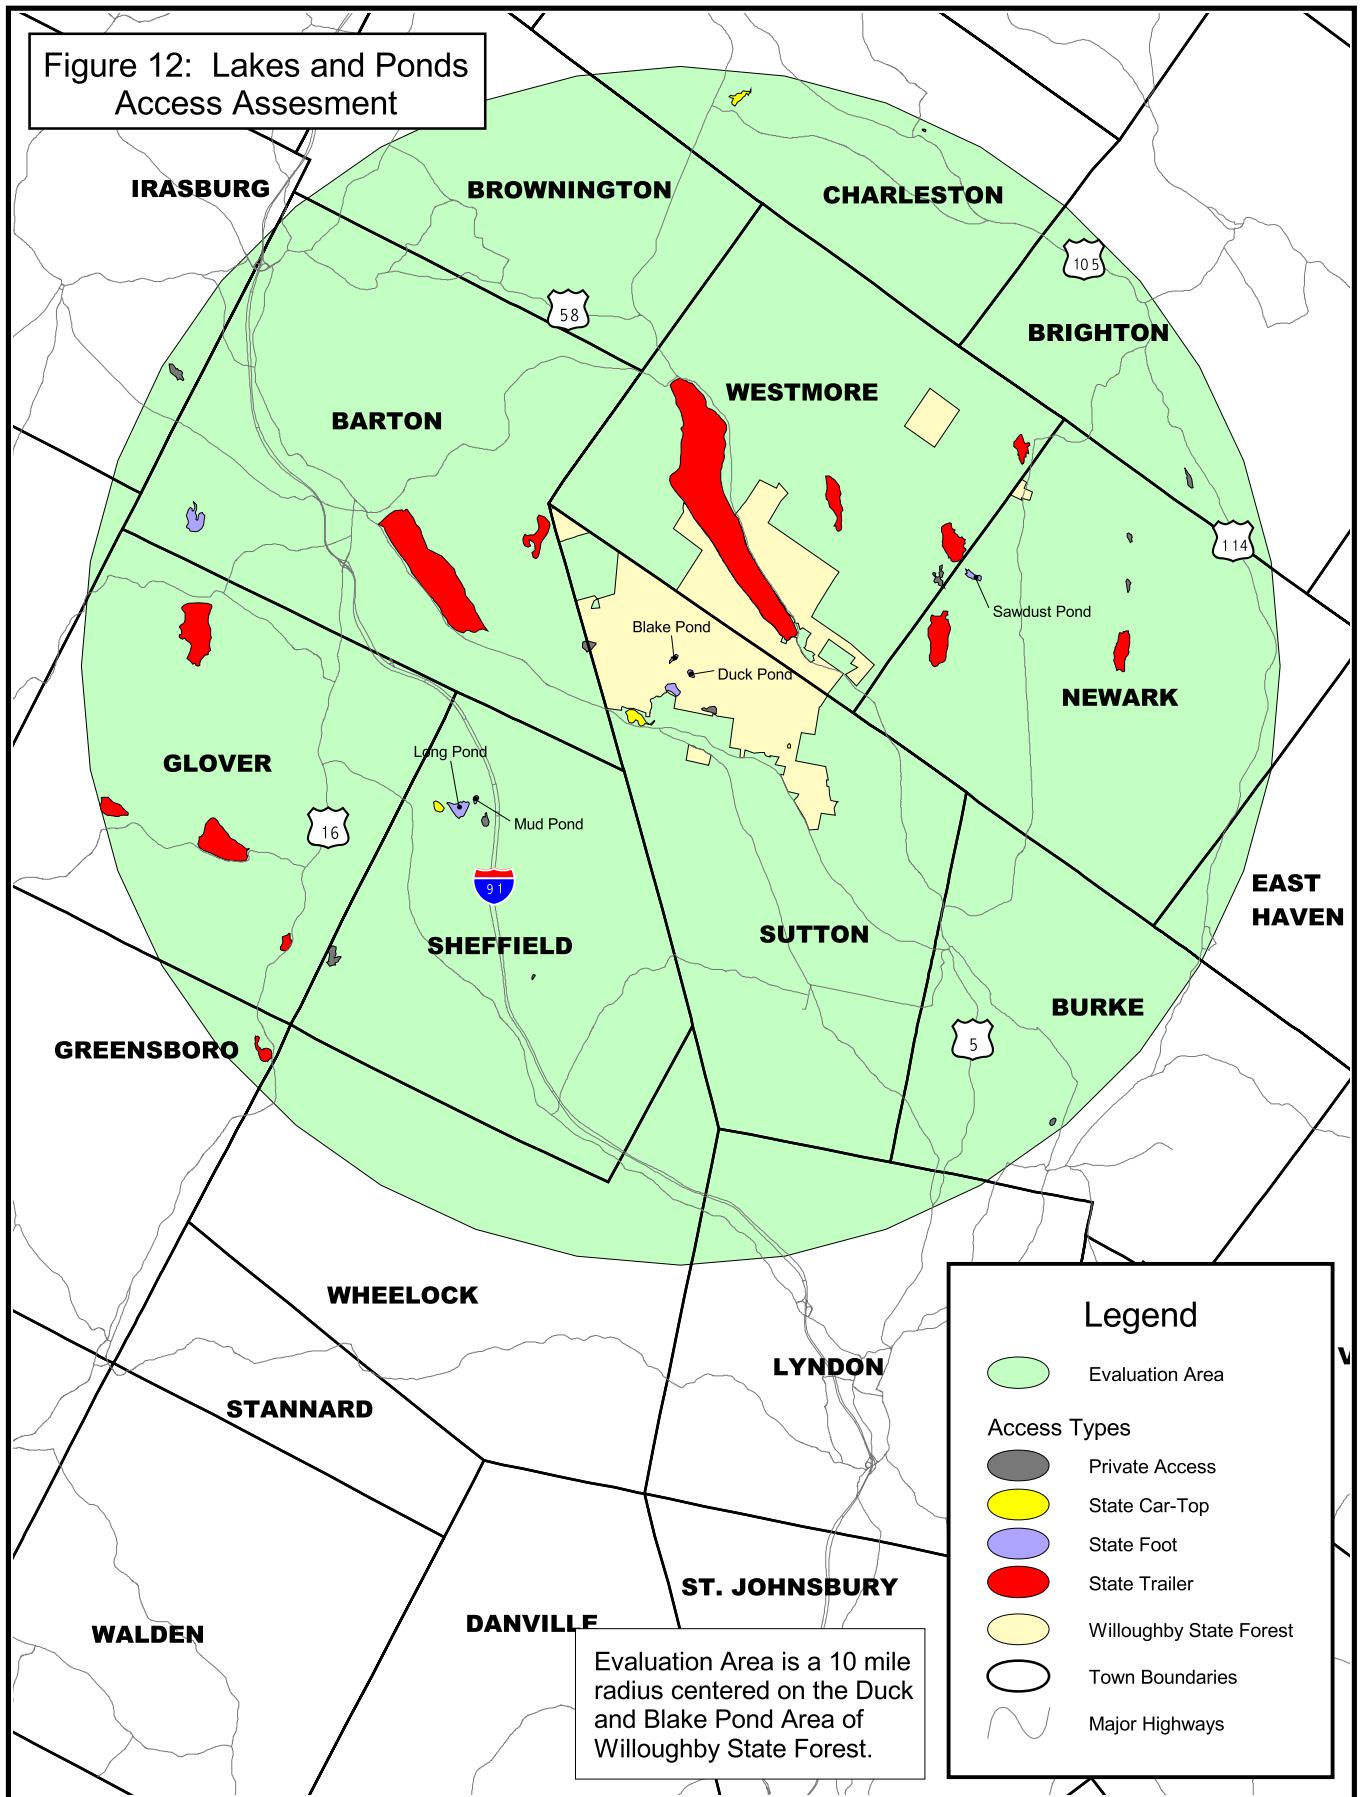 Figure 12: Lakes and Ponds
Access Assesment
IRASBURG
BROWNINGTON
CHARLESTON
105
58
BRIGHTON
WESTMORE
BARTON
114
Sawdust Pond
Blake Pond
Duck Pond
NEWARK
Long Pond
GLOVER
16
Mud Pond
91
EAST
HAVEN
SUTTON
SHEFFIELD
BURKE
5
GREENSBORO
WHEELOCK
LYNDON
V
STANNARD
ST. JOHNSBURY
DANVILLE
WALDEN
Evaluation Area is a 10 mile
radius centered on the Duck
and Blake Pond Area of
Willoughby State Forest.
Legend
Evaluation Area
Access Types
Private Access
State Car-Top
State Foot
State Trailer
Willoughby State Forest
Town Boundaries
Major Highways